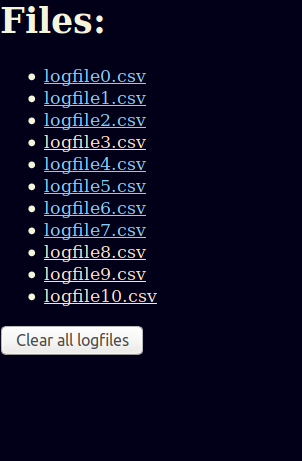 Files:
logfile0.csv
logfile1.csv
logfile2.csv
logfile3.csv
logfile4.csv
logfile5.csv
logfile6.csv
logfile7.csv
logfile8.csv
logfile9.csv
logfile10.csv
Clear all logfiles